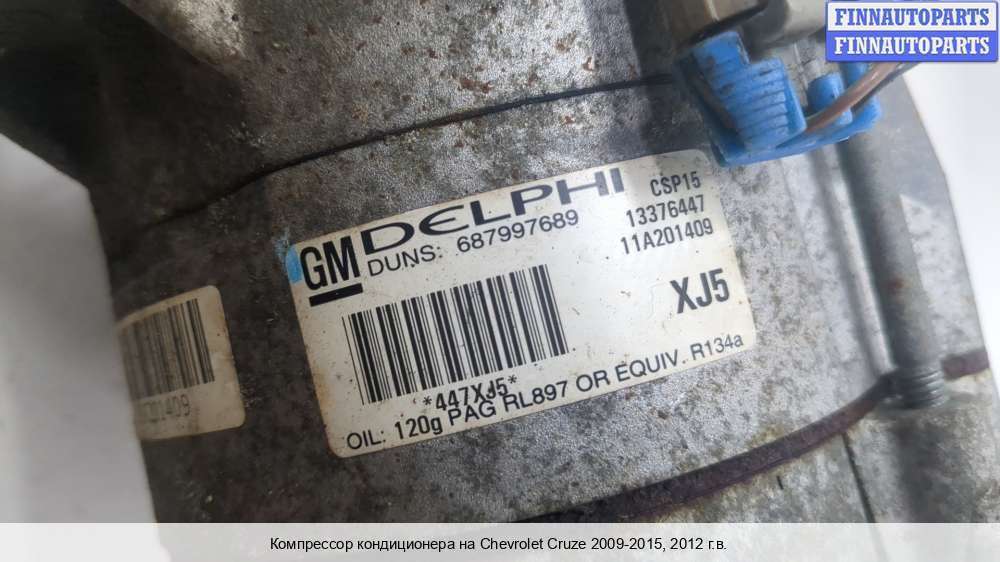 FINNAUTOPARTS
FINNAUTOPARTS
GM DELPHI CSP15
DUNS: 687997689 13376447
11A201409
XJ5
*447XJ5*
OIL: 120g PAG RL897 OR EQUIV. R134a
Компрессор кондиционера на Chevrolet Cruze 2009-2015, 2012 г.в.